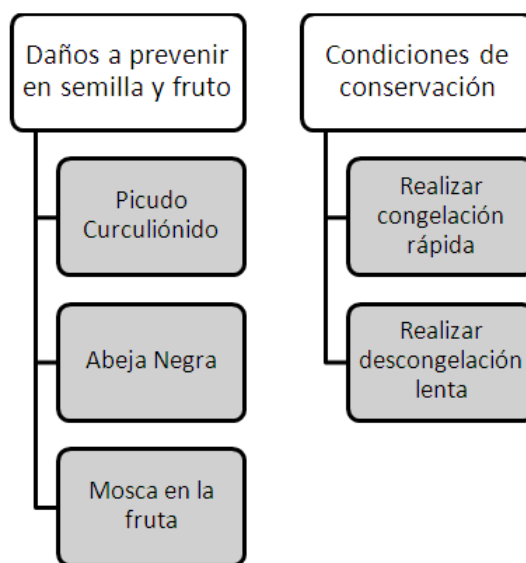 Daños a prevenir
en semilla y fruto
Picudo
Curculiónido
Abeja Negra
Mosca en la
fruta
Condiciones de
conservación
Realizar
congelación
rápida
Realizar
descongelación
lenta